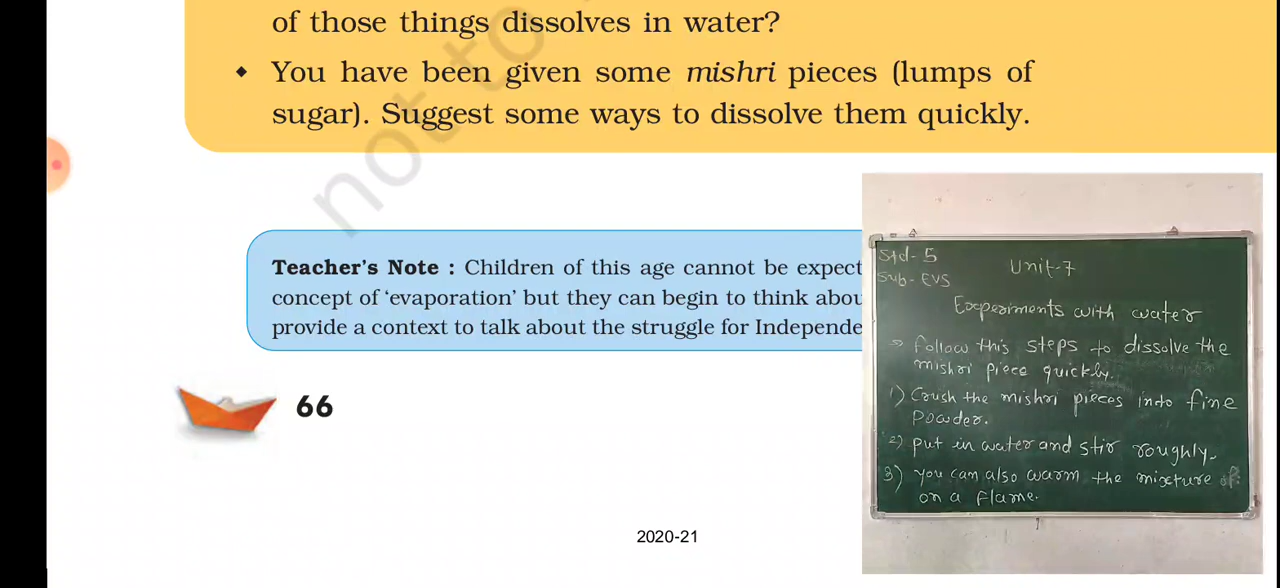 of those things dissolves in water?
◆ You have been given some mishri pieces (lumps of
sugar). Suggest some ways to dissolve them quickly.
not to
Teacher's Note : Children of this age cannot be expect
concept of 'evaporation' but they can begin to think abou
provide a context to talk about the struggle for Independe
66
2020-21
Std- 5
Sub- EVS
Unit-7
Experiments with water
⇒ follow this steps to dissolve the
mishri piece quickly.
1) Crush the mishri pieces into fine
powder.
2) put in water and stir roughly.
3) you can also warm the mixture of
on a flame.